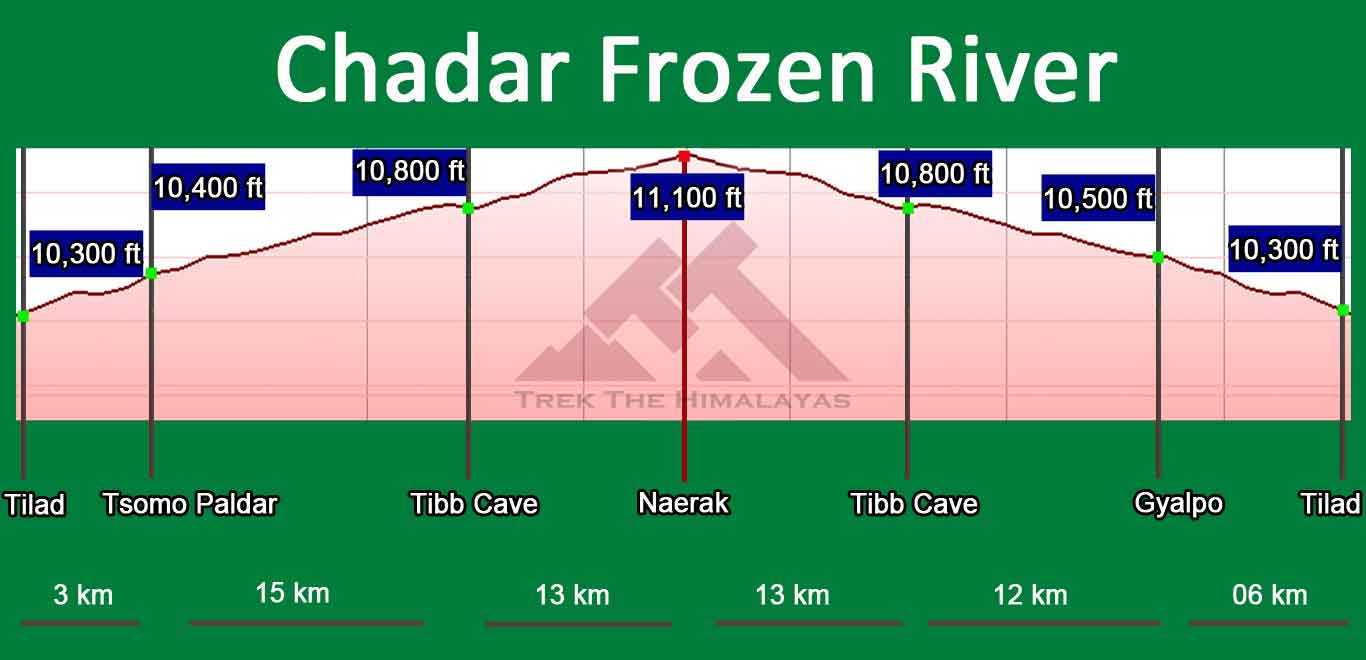 Chadar Frozen River
10,300 ft
10,400 ft
10,800 ft
11,100 ft
10,800 ft
10,500 ft
10,300 ft
TREK THE HIMALAYAS
Tilad
Tsomo Paldar
Tibb Cave
Naerak
Tibb Cave
Gyalpo
Tilad
3 km
15 km
13 km
13 km
12 km
06 km